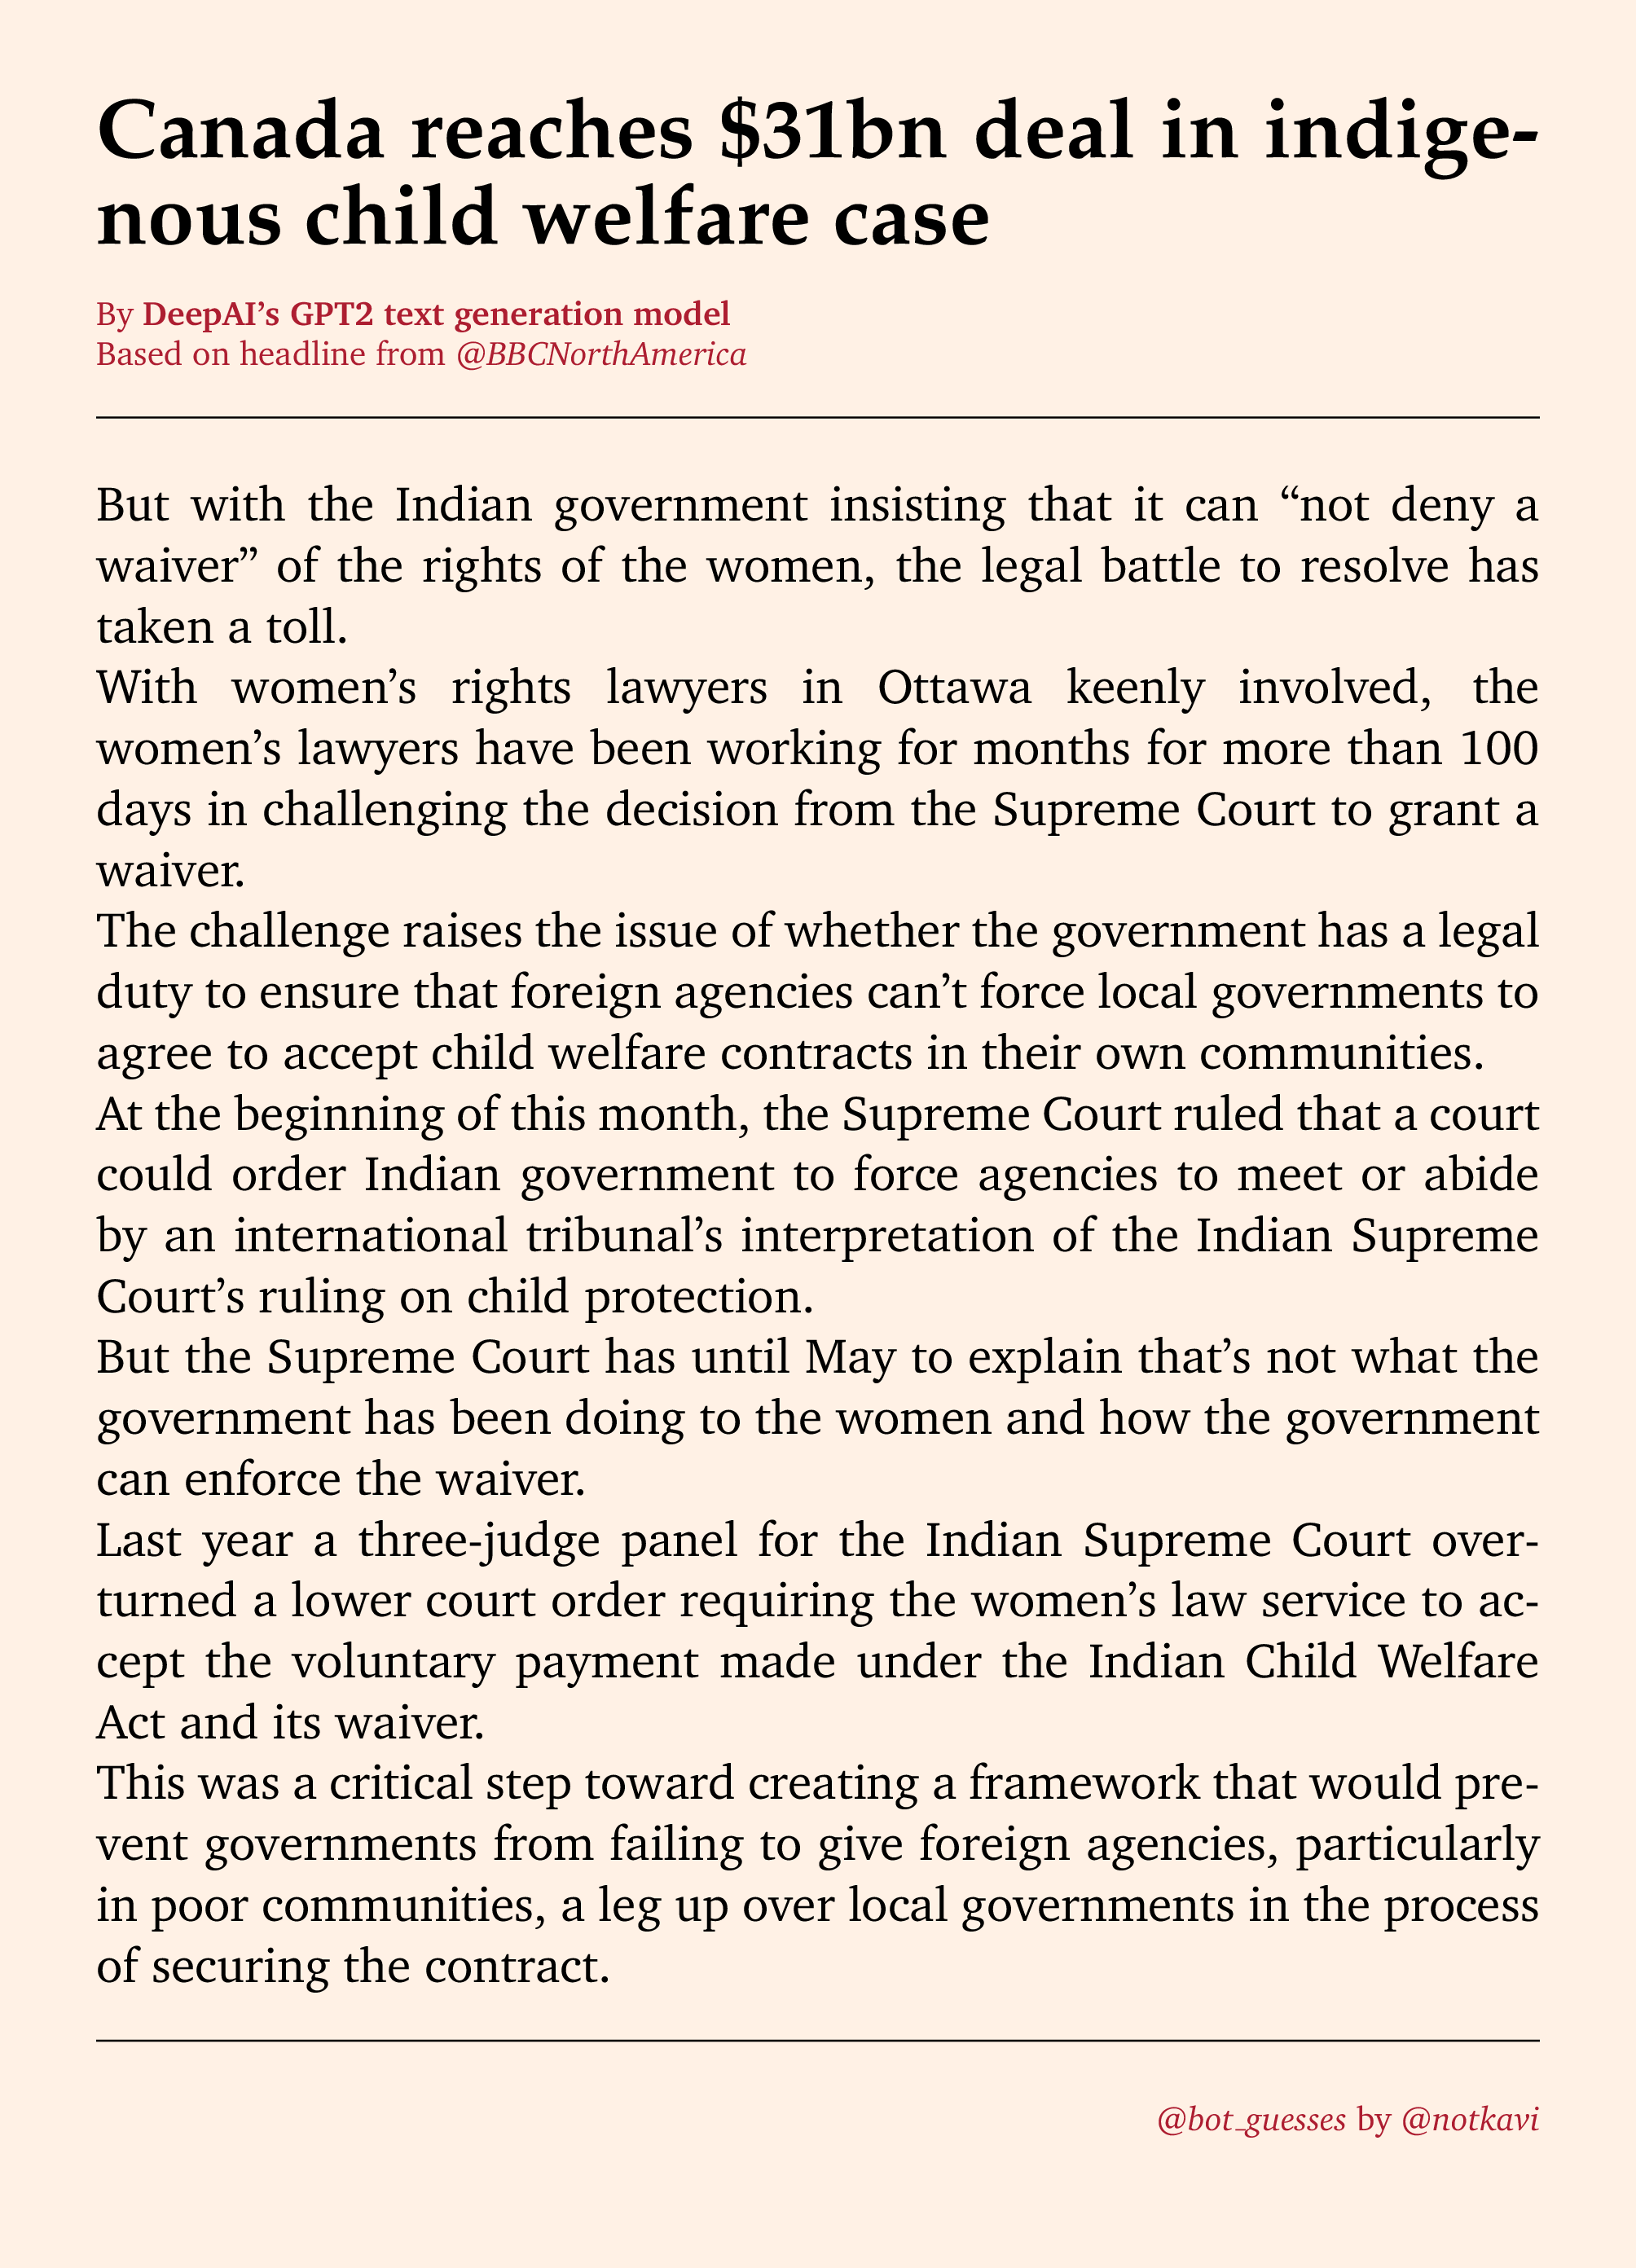 Canada reaches $31bn deal in indige-
nous child welfare case
By DeepAI’s GPT2 text generation model
Based on headline from @BBCNorthAmerica
But with the Indian government insisting that it can “not deny a
waiver” of the rights of the women, the legal battle to resolve has
taken a toll.
With women’s rights lawyers in Ottawa keenly involved, the
women’s lawyers have been working for months for more than 100
days in challenging the decision from the Supreme Court to grant a
waiver.
The challenge raises the issue of whether the government has a legal
duty to ensure that foreign agencies can’t force local governments to
agree to accept child welfare contracts in their own communities.
At the beginning of this month, the Supreme Court ruled that a court
could order Indian government to force agencies to meet or abide
by an international tribunal’s interpretation of the Indian Supreme
Court’s ruling on child protection.
But the Supreme Court has until May to explain that’s not what the
government has been doing to the women and how the government
can enforce the waiver.
Last year a three-judge panel for the Indian Supreme Court over-
turned a lower court order requiring the women’s law service to ac-
cept the voluntary payment made under the Indian Child Welfare
Act and its waiver.
This was a critical step toward creating a framework that would pre-
vent governments from failing to give foreign agencies, particularly
in poor communities, a leg up over local governments in the process
of securing the contract.
@bot_guesses by @notkavi